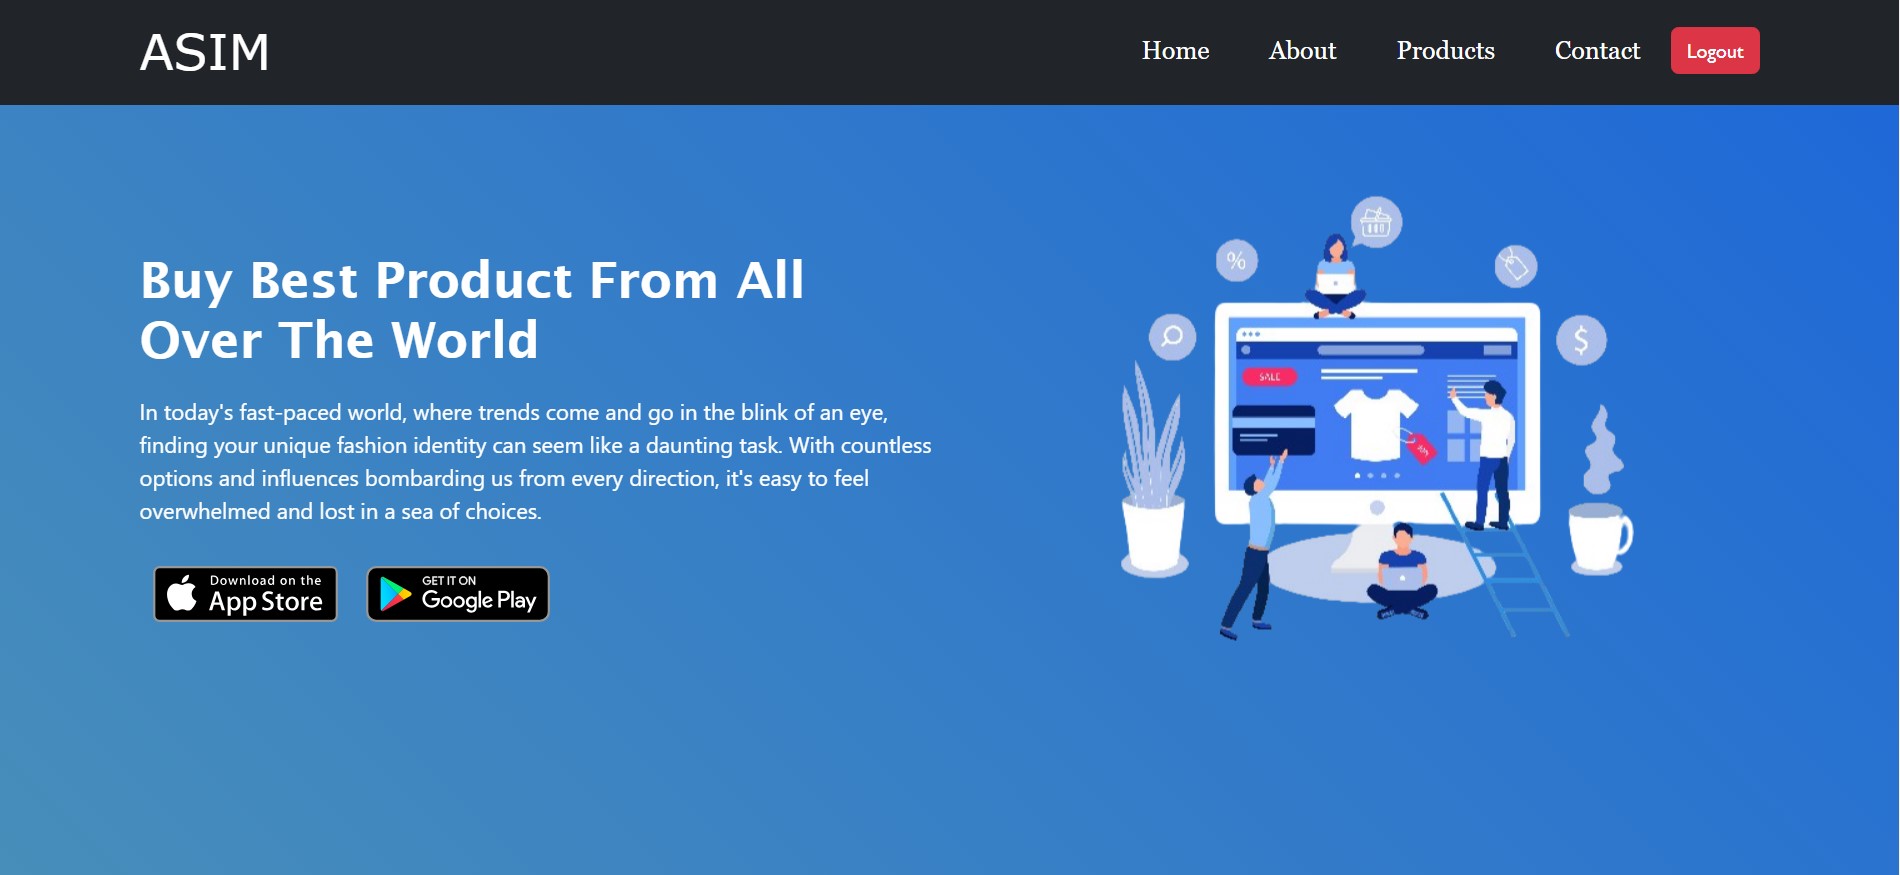 ASIM
Home
About
Products
Contact
Logout
Buy Best Product From All
Over The World
In today's fast-paced world, where trends come and go in the blink of an eye,
finding your unique fashion identity can seem like a daunting task. With countless
options and influences bombarding us from every direction, it's easy to feel
overwhelmed and lost in a sea of choices.
Download on the
App Store
GET IT ON
Google Play
%
$
SALE